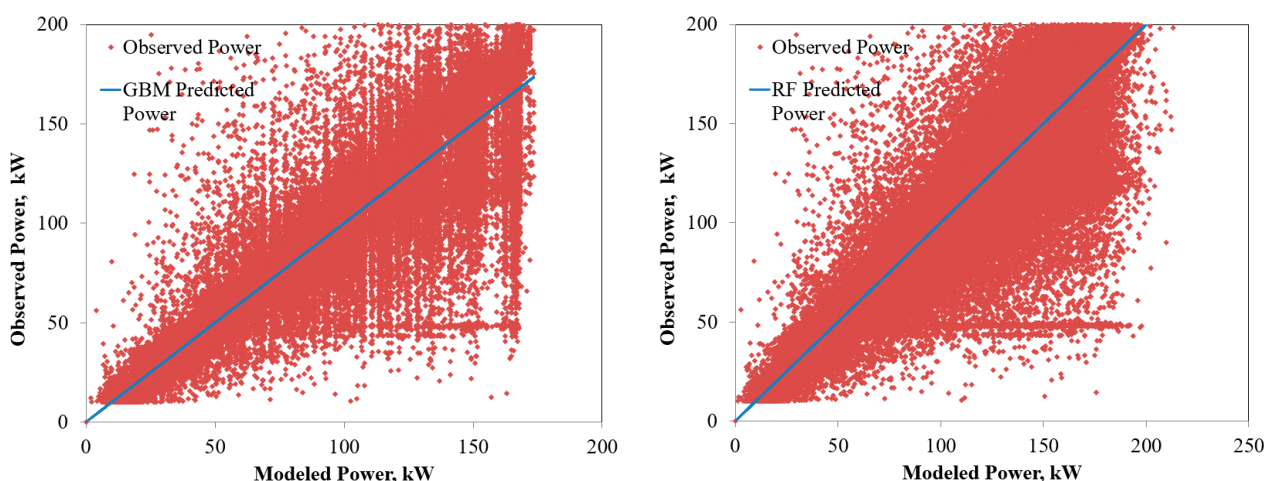 200
150
100
50
0
Observed Power, kW
Observed Power
GBM Predicted
Power
0 50 100 150 200
Modeled Power, kW
200
150
100
50
0
Observed Power, kW
Observed Power
RF Predicted
Power
0 50 100 150 200 250
Modeled Power, kW